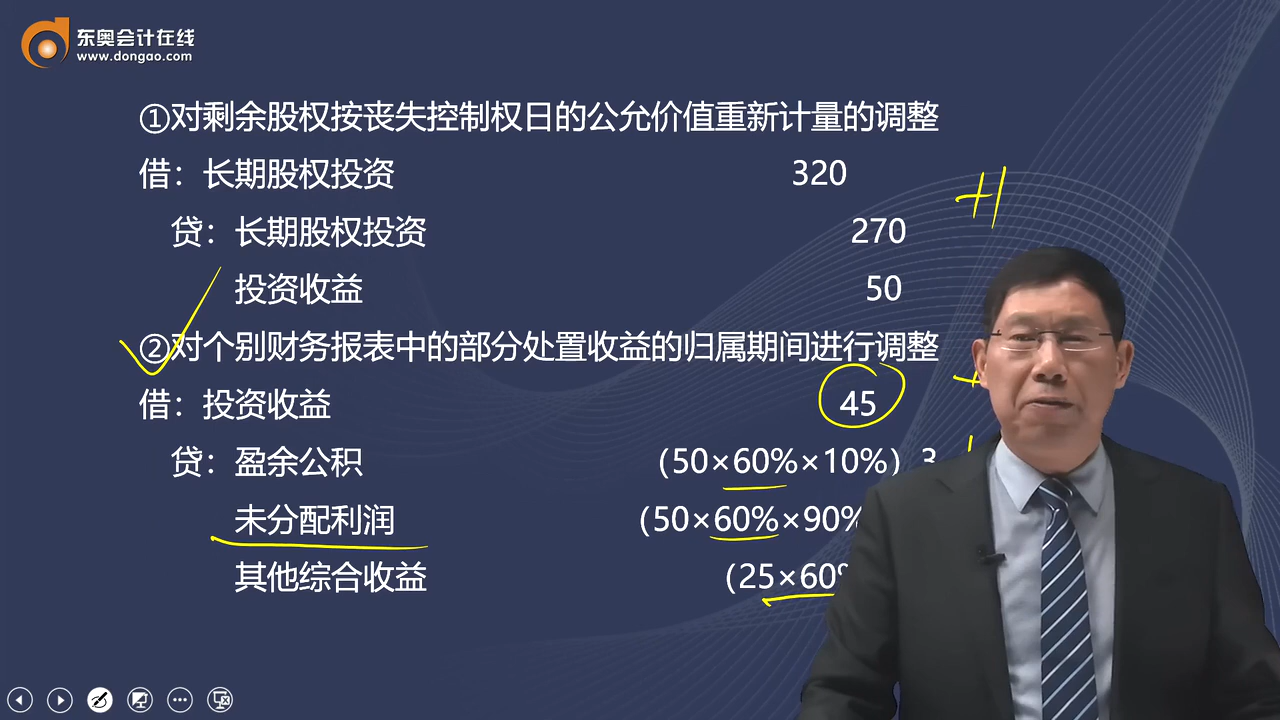 东奥会计在线
www.dongao.com
①对剩余股权按丧失控制权日的公允价值重新计量的调整
借：长期股权投资 320
贷：长期股权投资 270
投资收益 50
②对个别财务报表中的部分处置收益的归属期间进行调整
借：投资收益 45
贷：盈余公积 （50×60%×10%）3
未分配利润 （50×60%×90%
其他综合收益 （25×60%